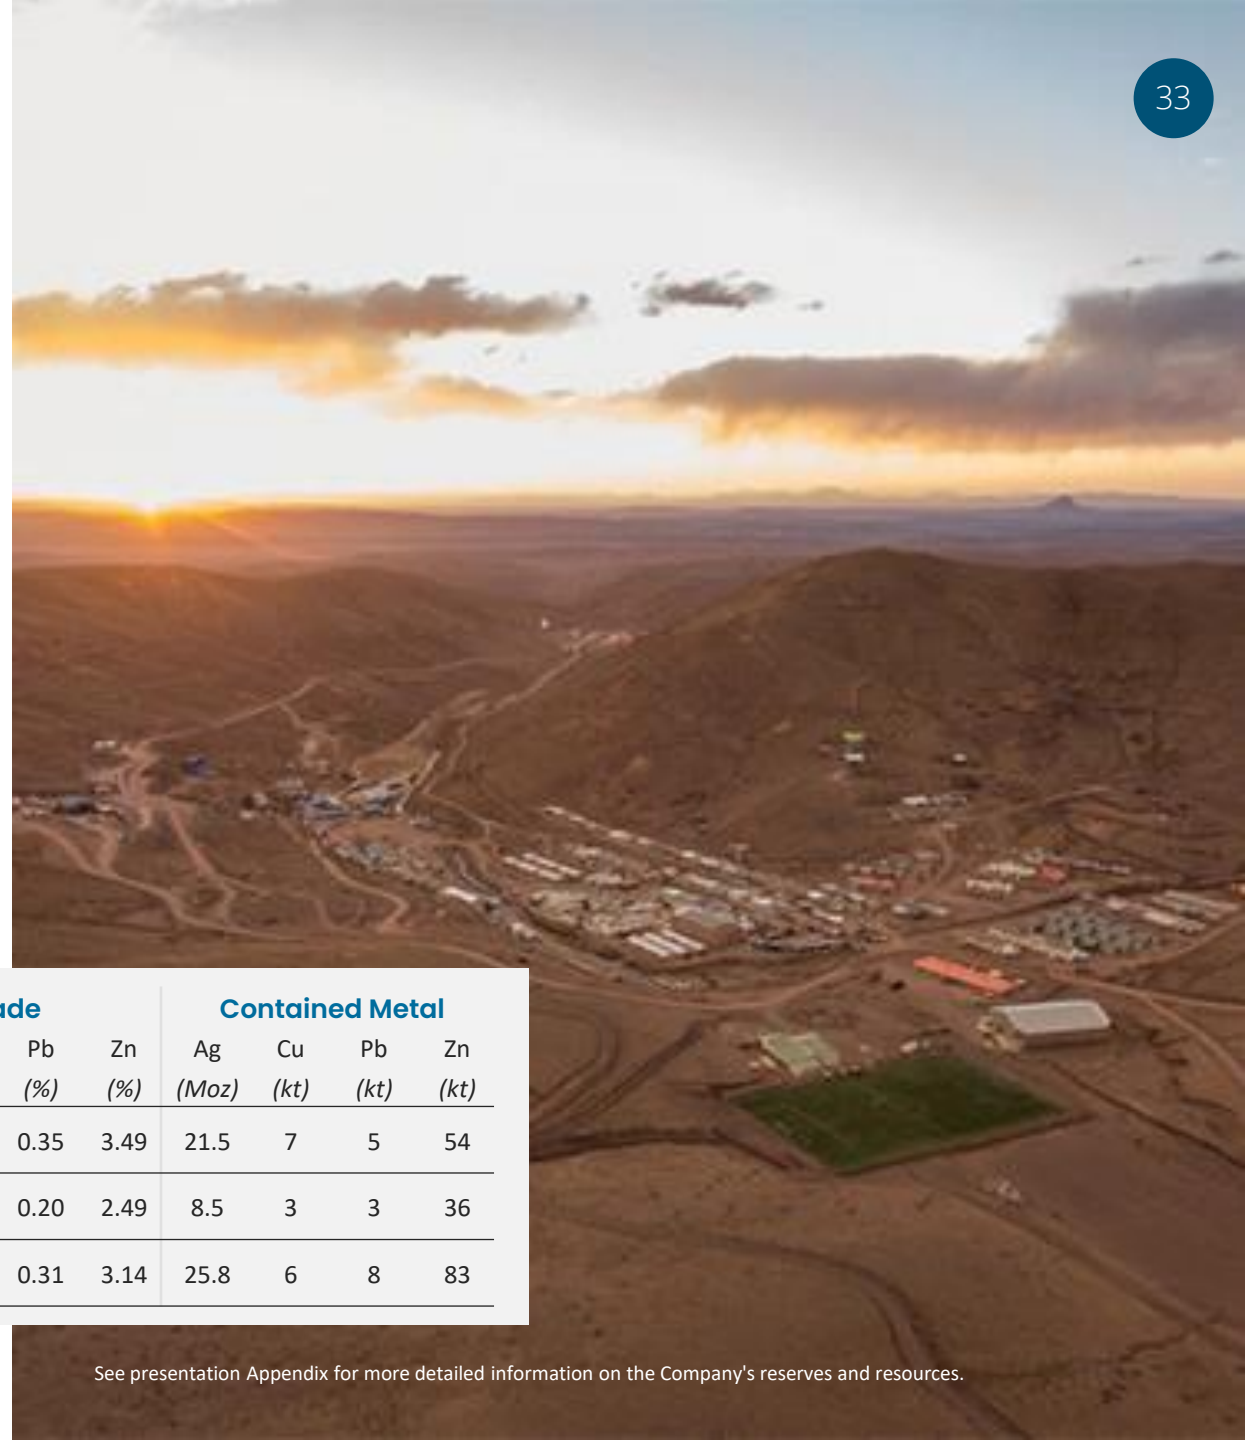 33
Contained Metal
Pb Zn Ag Cu Pb Zn
(%) (%) (Moz) (kt) (kt) (kt)
0.35 3.49 21.5 7 5 54
0.20 2.49 8.5 3 3 36
0.31 3.14 25.8 6 8 83
See presentation Appendix for more detailed information on the Company's reserves and resources.